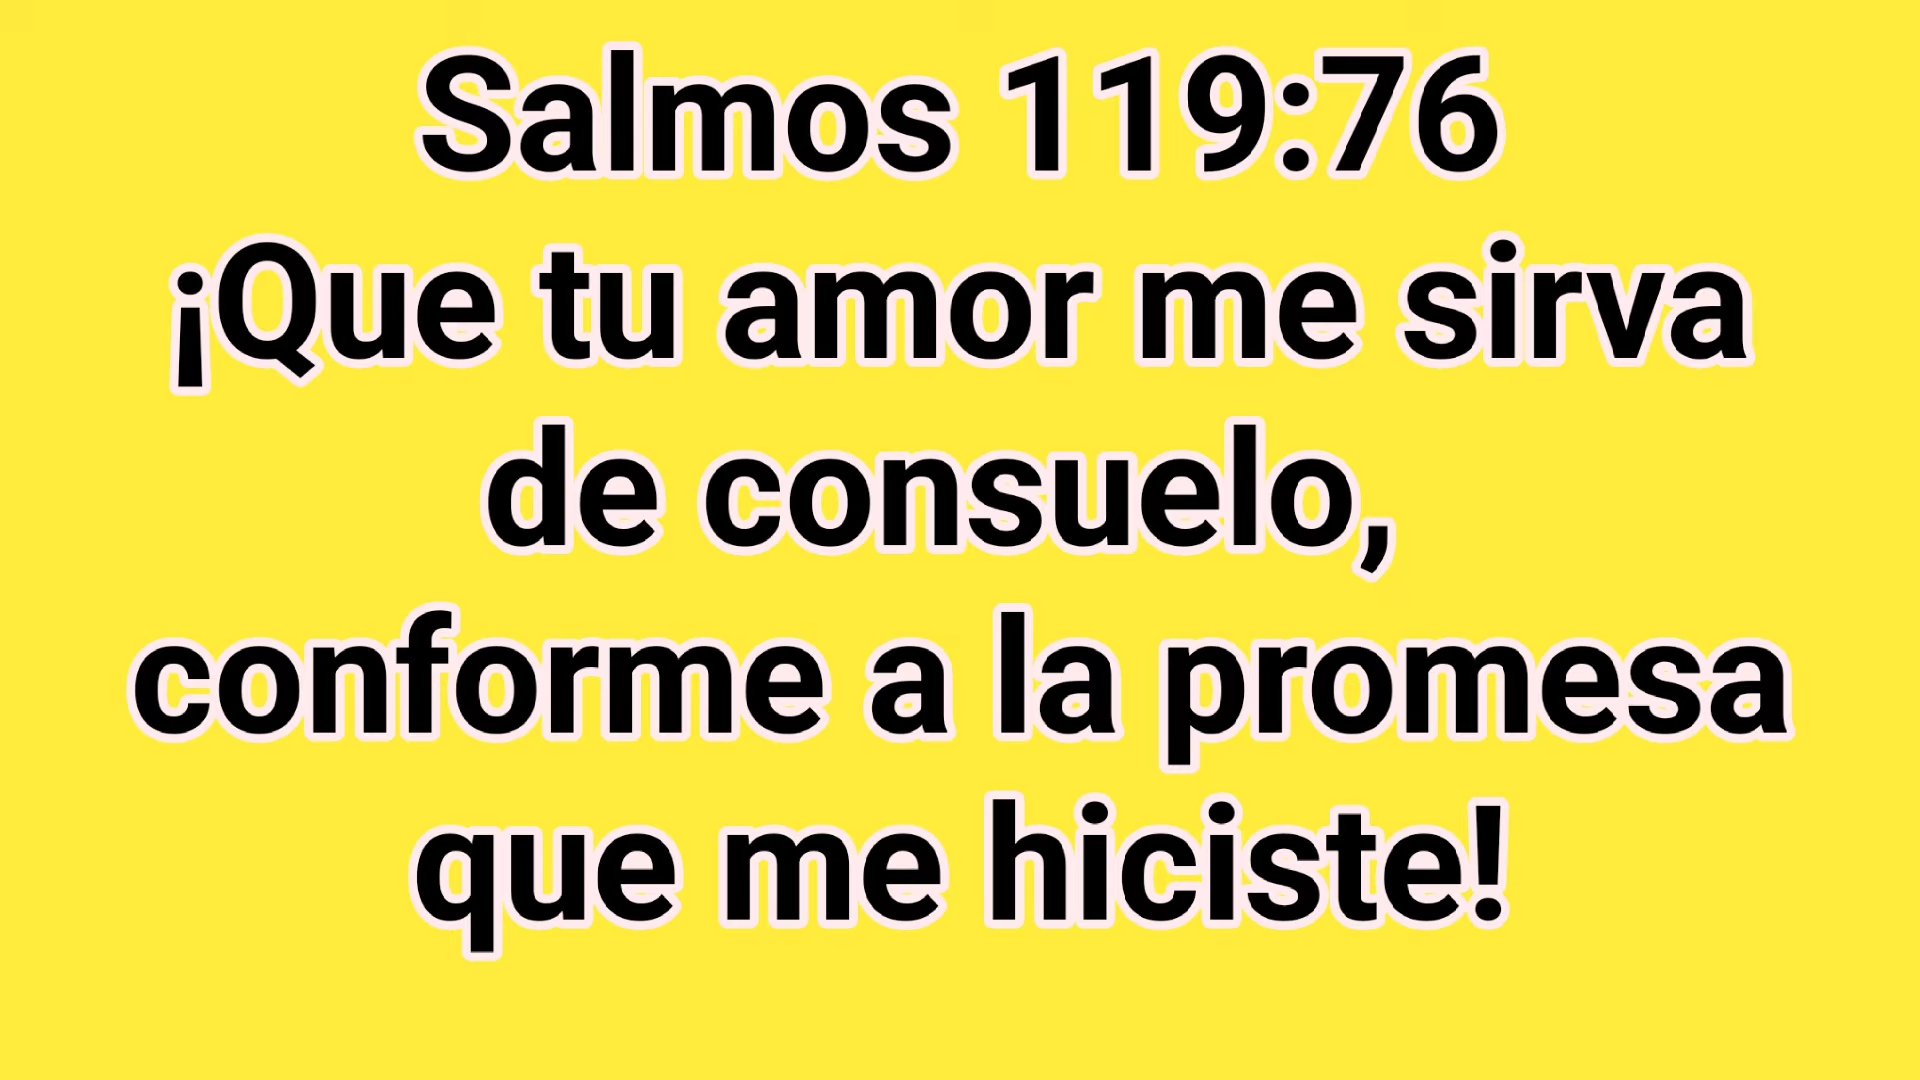 Salmos 119:76
¡Que tu amor me sirva
de consuelo,
conforme a la promesa
que me hiciste!